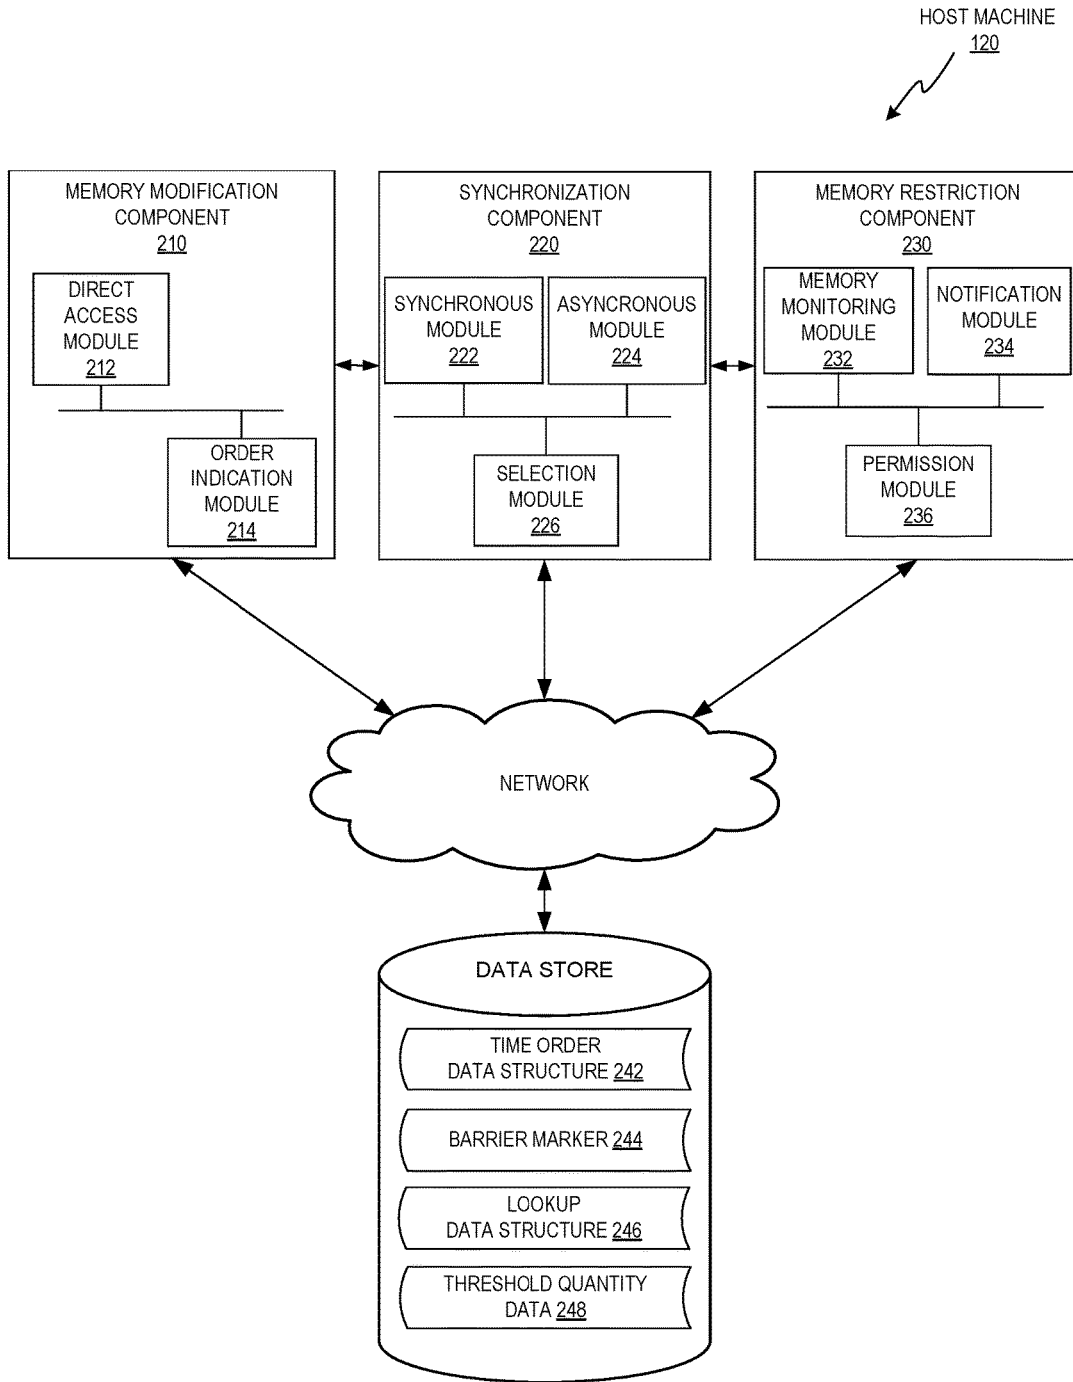 HOST MACHINE
120
MEMORY MODIFICATION
COMPONENT
210
DIRECT
ACCESS
MODULE
212
ORDER
INDICATION
MODULE
214
SYNCHRONIZATION
COMPONENT
220
SYNCHRONOUS
MODULE
222
ASYNCRONOUS
MODULE
224
SELECTION
MODULE
226
MEMORY RESTRICTION
COMPONENT
230
MEMORY
MONITORING
MODULE
232
NOTIFICATION
MODULE
234
PERMISSION
MODULE
236
NETWORK
DATA STORE
TIME ORDER
DATA STRUCTURE 242
BARRIER MARKER 244
LOOKUP
DATA STRUCTURE 246
THRESHOLD QUANTITY
DATA 248